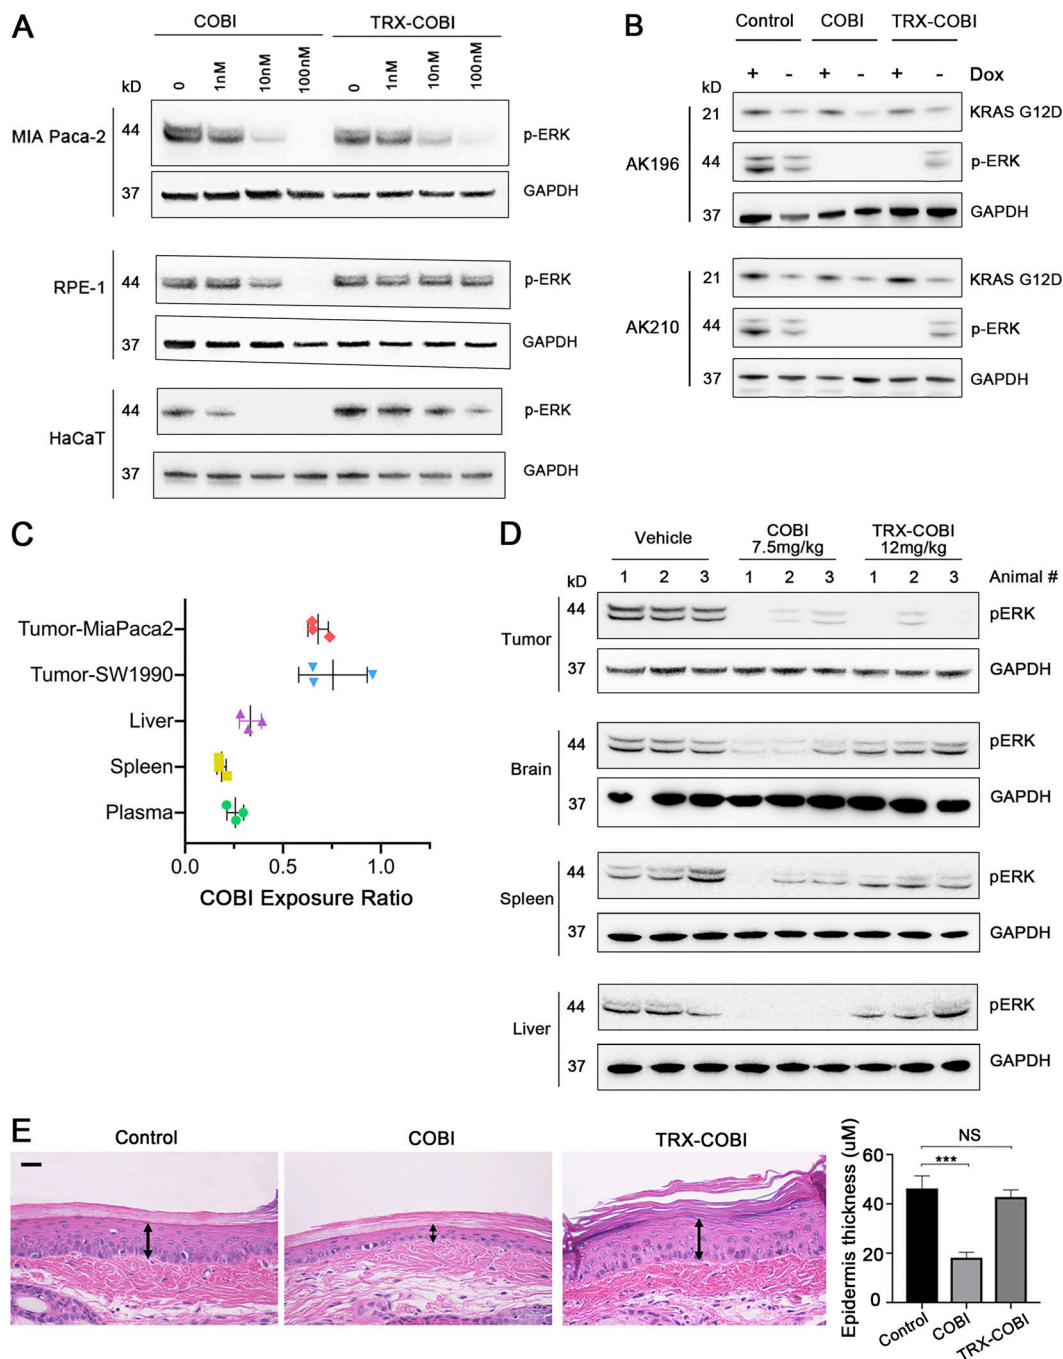 A
COBI
TRX-COBI
kD
0
1nM
10nM
100nM
0
1nM
10nM
100nM
MIA Paca-2
44
p-ERK
37
GAPDH
RPE-1
44
p-ERK
37
GAPDH
HaCaT
44
p-ERK
37
GAPDH
B
Control
COBI
TRX-COBI
kD
+ - + - + - Dox
AK196
21
KRAS G12D
44
p-ERK
37
GAPDH
AK210
21
KRAS G12D
44
p-ERK
37
GAPDH
C
Tumor-MiaPaca2
Tumor-SW1990
Liver
Spleen
Plasma
0.0 0.5 1.0
COBI Exposure Ratio
D
Vehicle
COBI
7.5mg/kg
TRX-COBI
12mg/kg
kD
1 2 3 1 2 3 1 2 3 Animal #
Tumor
44
pERK
37
GAPDH
Brain
44
pERK
37
GAPDH
Spleen
44
pERK
37
GAPDH
Liver
44
pERK
37
GAPDH
E
Control
COBI
TRX-COBI
Epidermis thickness (uM)
60
40
20
0
NS
***
Control
COBI
TRX-COBI